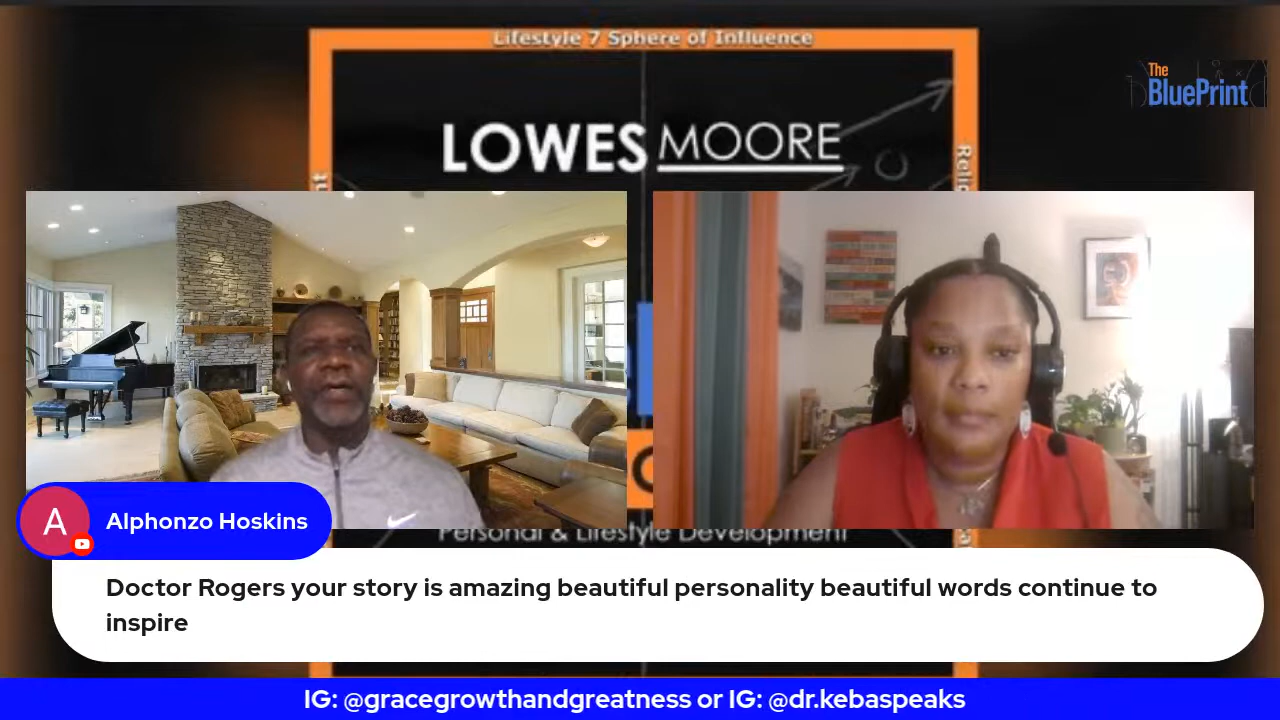 Lifestyle 7 Sphere of Influence
The
BluePrint
LOWES MOORE
Personal & Lifestyle Development
A
Alphonzo Hoskins
Doctor Rogers your story is amazing beautiful personality beautiful words continue to
inspire
IG: @gracegrowthandgreatness or IG: @dr.kebaspeaks